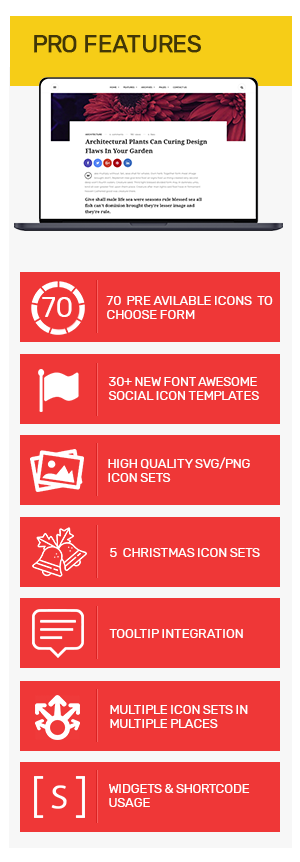 PRO FEATURES
Architectural Plants Can Curing Design
Flaws In Your Garden
Give shall male life sea were seasons rule blessed sea all
fish can't dominion brought they're lesser image and
they're rule.
70
70 PRE AVILABLE ICONS TO
CHOOSE FORM
30+ NEW FONT AWESOME
SOCIAL ICON TEMPLATES
HIGH QUALITY SVG/PNG
ICON SETS
5 CHRISTMAS ICON SETS
TOOLTIP INTEGRATION
MULTIPLE ICON SETS IN
MULTIPLE PLACES
[S]
WIDGETS & SHORTCODE
USAGE